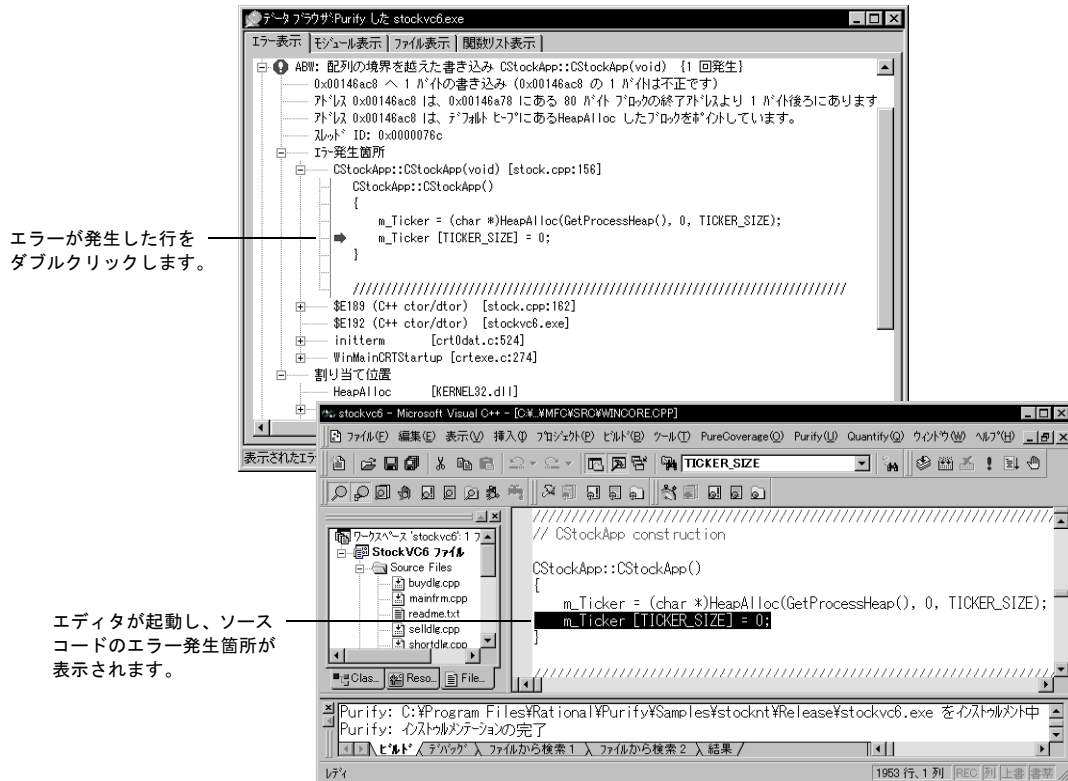 データ ブラウザ:Purify した stockvc6.exe
エラー表示 モジュール表示 ファイル表示 関数リスト表示
ABW: 配列の境界を越えた書き込み CStockApp::CStockApp(void) {1 回発生}
0x00146ac8 へ 1 バイトの書き込み (0x00146ac8 の 1 バイトは不正です)
アドレス 0x00146ac8 は、0x00146a78 にある 80 バイト ブロックの終了アドレスより 1 バイト後ろにあります
アドレス 0x00146ac8 は、デフォルト ヒープにあるHeapAlloc したブロックをポイントしています。
スレッド ID: 0x0000076c
エラー発生箇所
CStockApp::CStockApp(void) [stock.cpp:156]
CStockApp::CStockApp()
{
m_Ticker = (char *)HeapAlloc(GetProcessHeap(), 0, TICKER_SIZE);
m_Ticker [TICKER_SIZE] = 0;
}
/////////////////////////////////////////////////////////////////////////////
$E189 (C++ ctor/dtor) [stock.cpp:162]
$E192 (C++ ctor/dtor) [stockvc6.exe]
initterm [crt0dat.c:524]
WinMainCRTStartup [crtexe.c:274]
割り当て位置
HeapAlloc [KERNEL32.dll]
表示されたエラ
エラーが発生した行を
ダブルクリックします。
stockvc6 - Microsoft Visual C++ - [C:¥_¥MFC¥SRC¥WINCORE.CPP]
ファイル(F) 編集(E) 表示(V) 挿入(I) プロジェクト(P) ビルド(B) ツール(T) PureCoverage(O) Purify(U) Quantify(Q) ウィンドウ(W) ヘルプ(H)
TICKER_SIZE
ワークスペース 'stockvc6': 1 フ
StockVC6 ファイル
Source Files
buydlg.cpp
mainfrm.cpp
readme.txt
selldlg.cpp
shortdlg.cpp
Clas... Reso... File...
/////////////////////////////////////////////////////////////////////////////
// CStockApp construction
CStockApp::CStockApp()
{
m_Ticker = (char *)HeapAlloc(GetProcessHeap(), 0, TICKER_SIZE);
m_Ticker [TICKER_SIZE] = 0;
}
/////////////////////////////////////////////////////////////////////////////
エディタが起動し、ソース
コードのエラー発生箇所が
表示されます。
Purify: C:¥Program Files¥Rational¥Purify¥Samples¥stocknt¥Release¥stockvc6.exe をインストゥルメント中
Purify: インストゥルメンテーションの完了
ビルド デバッグ ファイルから検索 1 ファイルから検索 2 結果
レディ
1953 行、1 列 REC 列 上書 書禁